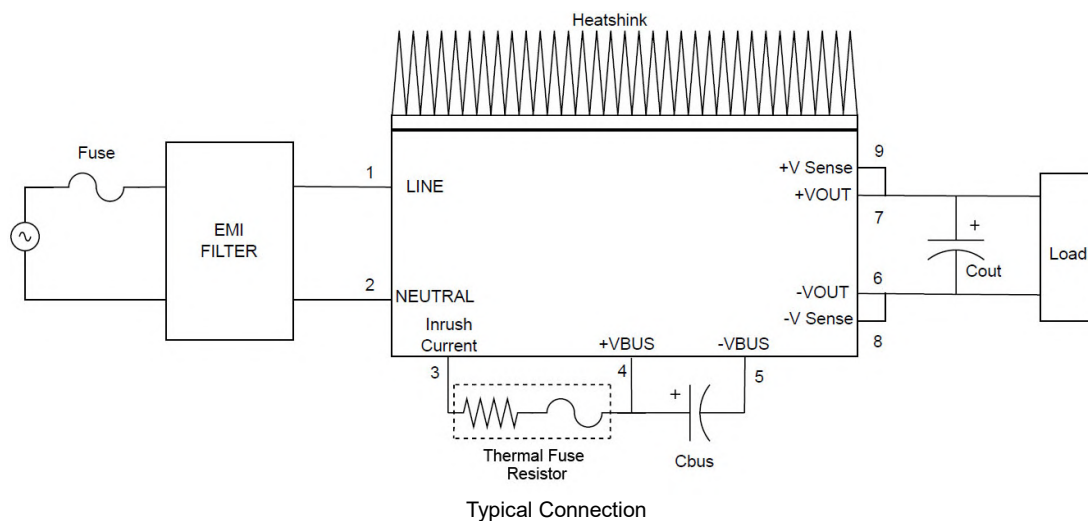 Heatshink
Fuse
EMI
FILTER
1
LINE
2
NEUTRAL
Inrush
Current
3
+VBUS
4
-VBUS
5
+V Sense
9
+VOUT
7
-VOUT
6
-V Sense
8
+
Cout
Load
+
Cbus
Thermal Fuse
Resistor
Typical Connection